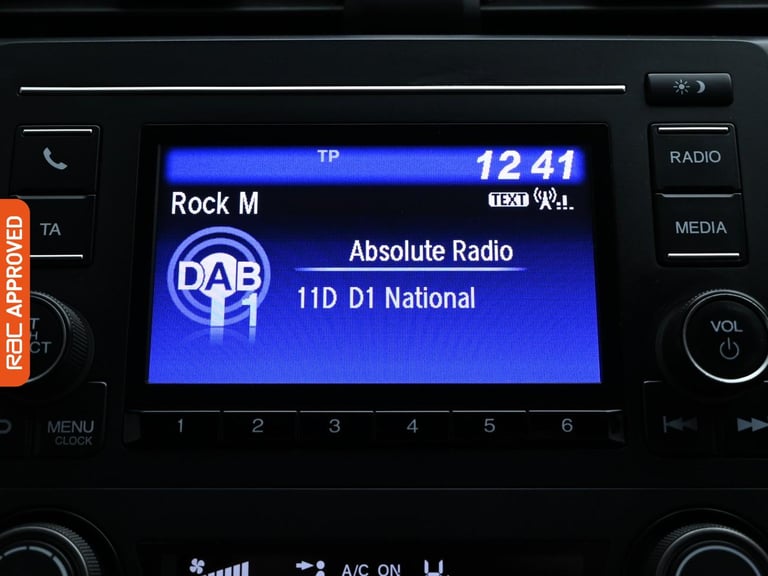 TP 12 41
Rock M TEXT
RADIO
TA
MEDIA
DAB 1
Absolute Radio
11D D1 National
RAC APPROVED
VOL
MENU
CLOCK
1 2 3 4 5 6
A/C ON